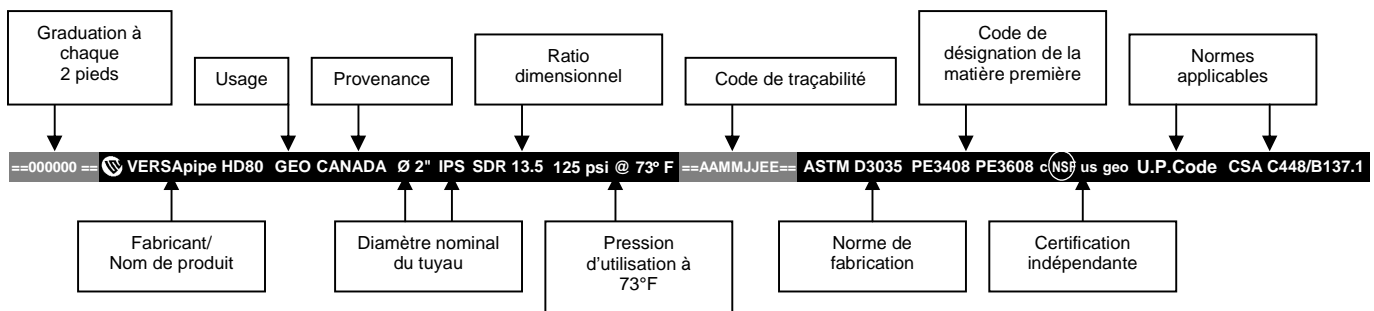 Graduation à
chaque
2 pieds
Usage
Provenance
Ratio
dimensionnel
Code de traçabilité
Code de
désignation de la
matière première
Normes
applicables
==000000 == VERSApipe HD80 GEO CANADA Ø 2" IPS SDR 13.5 125 psi @ 73º F ==AAMMJJEE== ASTM D3035 PE3408 PE3608 c NSF us geo U.P.Code CSA C448/B137.1
Fabricant/
Nom de produit
Diamètre nominal
du tuyau
Pression
d'utilisation à
73°F
Norme de
fabrication
Certification
indépendante